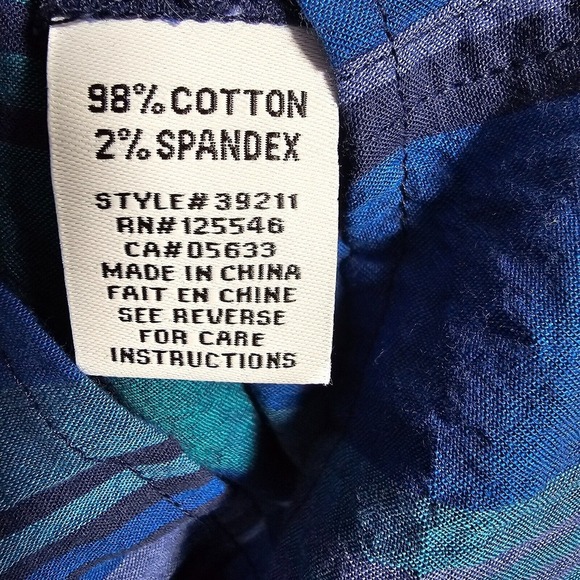 98% COTTON
2% SPANDEX
STYLE# 39211
RN# 125546
CA# 05633
MADE IN CHINA
FAIT EN CHINE
SEE REVERSE
FOR CARE
INSTRUCTIONS